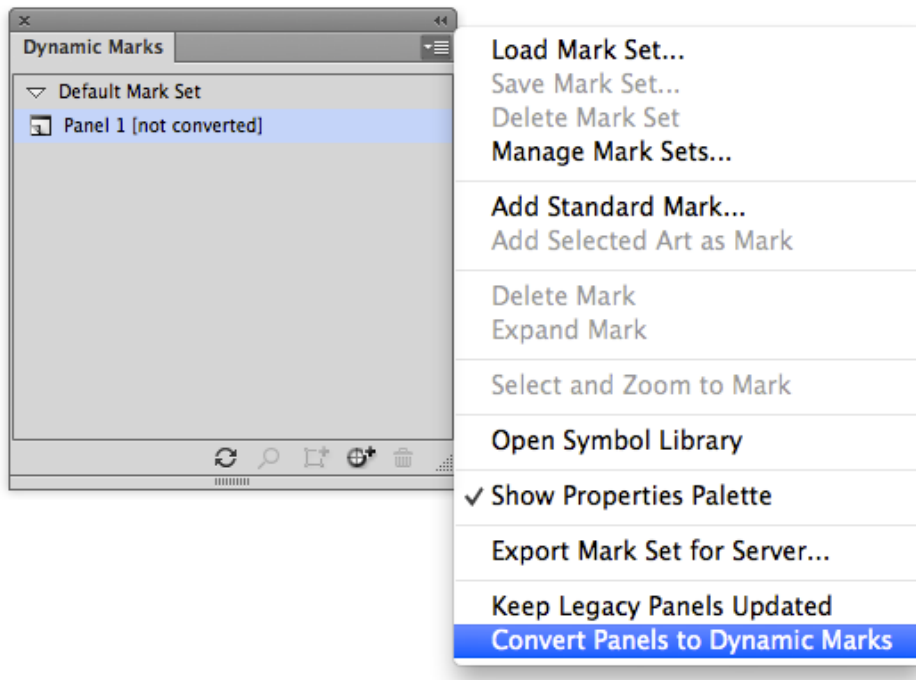 Dynamic Marks
Default Mark Set
Panel 1 [not converted]
Load Mark Set...
Save Mark Set...
Delete Mark Set
Manage Mark Sets...
Add Standard Mark...
Add Selected Art as Mark
Delete Mark
Expand Mark
Select and Zoom to Mark
Open Symbol Library
Show Properties Palette
Export Mark Set for Server...
Keep Legacy Panels Updated
Convert Panels to Dynamic Marks